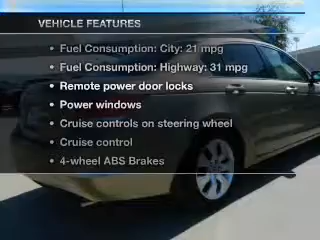 VEHICLE FEATURES
• Fuel Consumption: City: 21 mpg
• Fuel Consumption: Highway: 31 mpg
• Remote power door locks
• Power windows
• Cruise controls on steering wheel
• Cruise control
• 4-wheel ABS Brakes